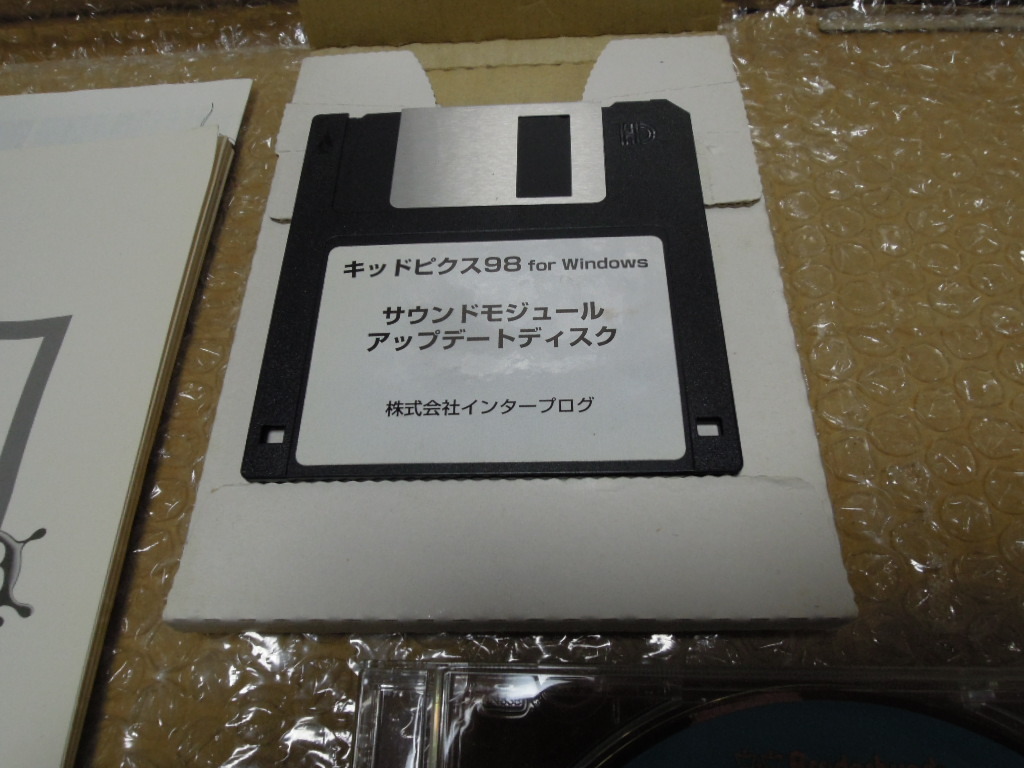 HD
キッドピクス98 for Windows
サウンドモジュール
アップデートディスク
株式会社インタープログ
Brøderbund